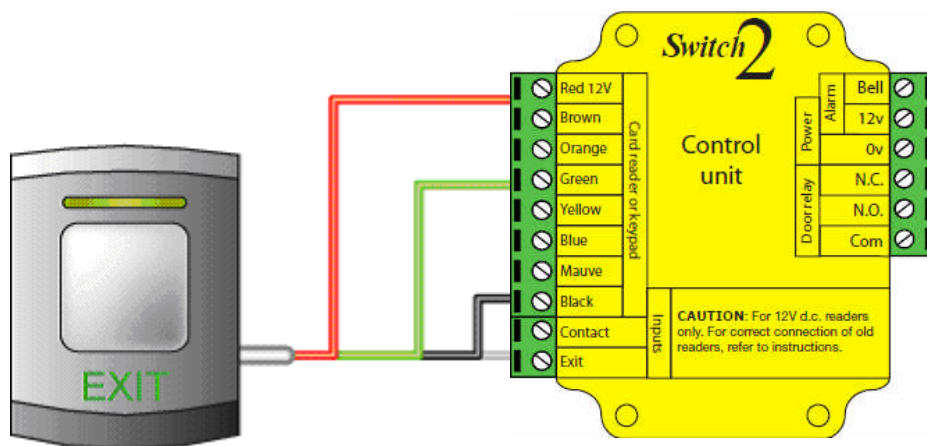 EXIT
Switch2
Control
unit
Red 12V
Brown
Orange
Green
Yellow
Blue
Mauve
Black
Contact
Exit
Card reader or keypad
Inputs
Alarm
Power
Door relay
Bell
12v
0v
N.C.
N.O.
Com
CAUTION: For 12V d.c. readers
only. For correct connection of old
readers, refer to instructions.